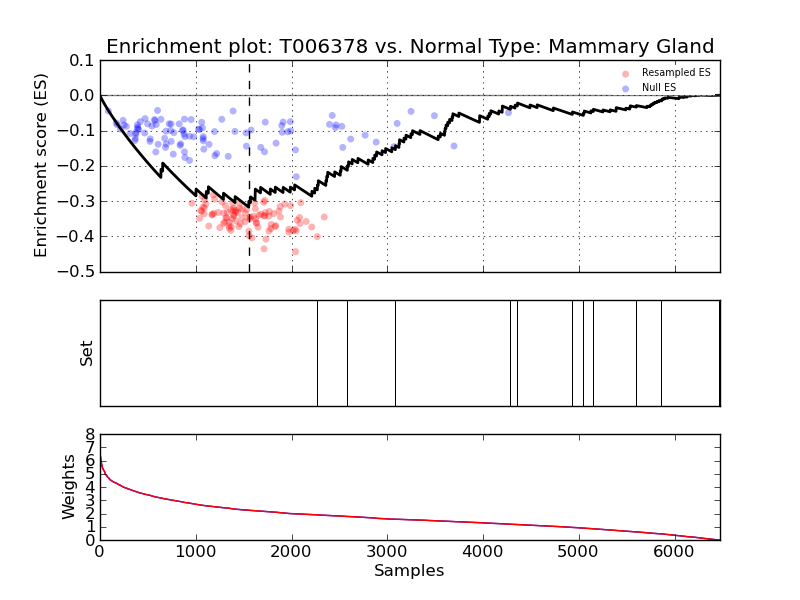 Enrichment plot: T006378 vs. Normal Type: Mammary Gland
0.1
0.0
−0.1
−0.2
−0.3
−0.4
−0.5
Enrichment score (ES)
Resampled ES
Null ES
Set
8
7
6
5
4
3
2
1
0
Weights
0 1000 2000 3000 4000 5000 6000
Samples